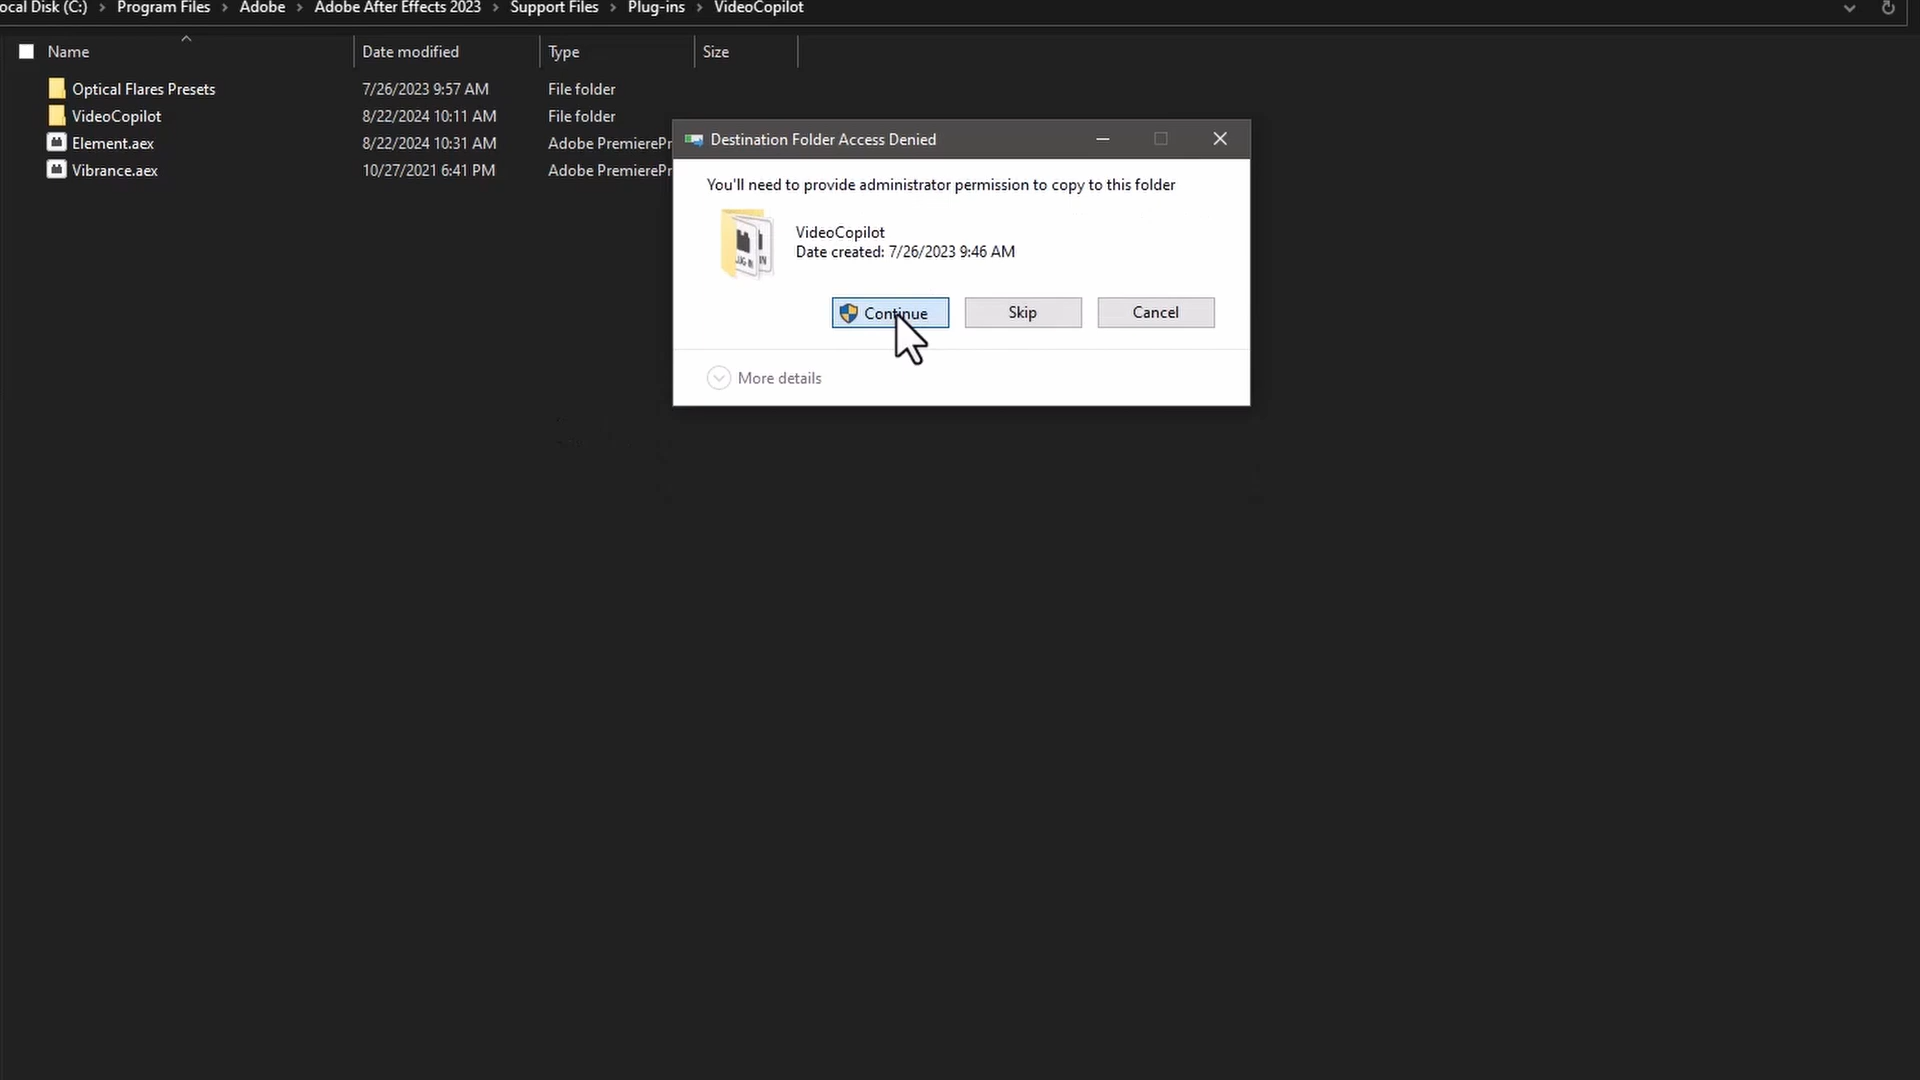 ocal Disk (C:) > Program Files > Adobe > Adobe After Effects 2023 > Support Files > Plug-ins > VideoCopilot
Name Date modified Type Size
Optical Flares Presets 7/26/2023 9:57 AM File folder
VideoCopilot 8/22/2024 10:11 AM File folder
Element.aex 8/22/2024 10:31 AM Adobe PremierePr
Vibrance.aex 10/27/2021 6:41 PM Adobe PremierePr
Destination Folder Access Denied
You'll need to provide administrator permission to copy to this folder
VideoCopilot
Date created: 7/26/2023 9:46 AM
Continue Skip Cancel
More details